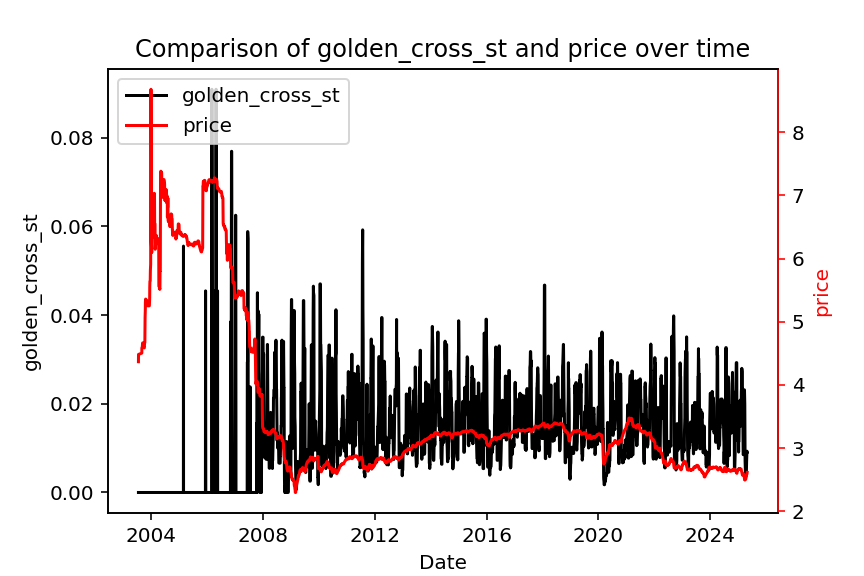 Comparison of golden_cross_st and price over time
golden_cross_st
price
0.08
0.06
0.04
0.02
0.00
golden_cross_st
8
7
6
5
4
3
2
price
2004 2008 2012 2016 2020 2024
Date